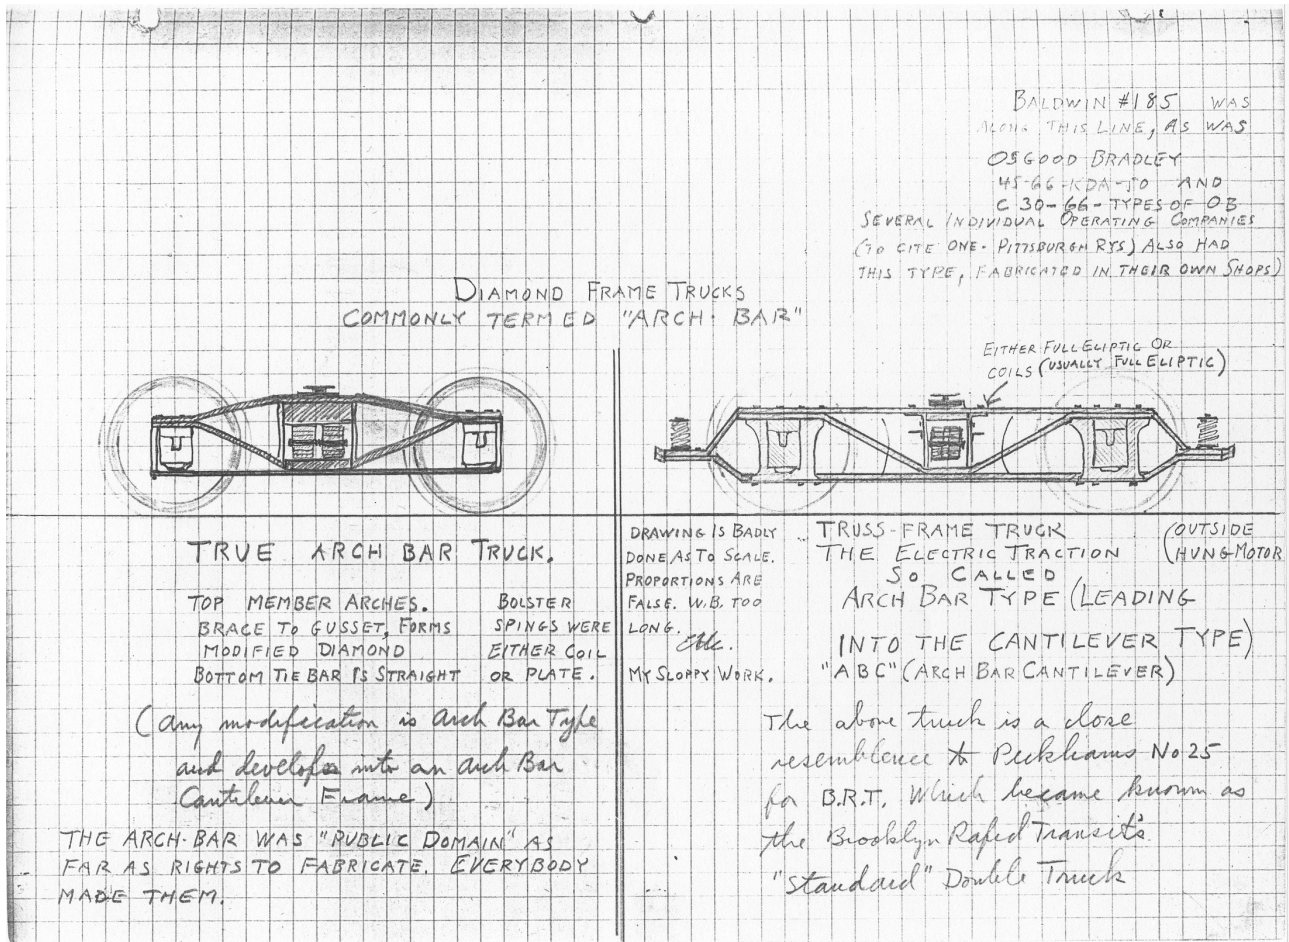 BALDWIN #185 WAS
ALONG THIS LINE, AS WAS
OSGOOD BRADLEY
45-66-KDA-JO AND
C 30-66-TYPES OF OB
SEVERAL INDIVIDUAL OPERATING COMPANIES
(TO CITE ONE- PITTSBURGH RYS) ALSO HAD
THIS TYPE, FABRICATED IN THEIR OWN SHOPS)
DIAMOND FRAME TRUCKS
COMMONLY TERMED "ARCH-BAR"
EITHER FULL ELIPTIC OR
COILS (USUALLY FULL ELIPTIC)
TRUE ARCH BAR TRUCK.
TOP MEMBER ARCHES.
BRACE TO GUSSET, FORMS
MODIFIED DIAMOND
BOTTOM TIE BAR IS STRAIGHT
BOLSTER
SPINGS WERE
EITHER COIL
OR PLATE.
(any modification is Arch Bar Type
and develops into an Arch Bar
Cantilever Frame)
THE ARCH-BAR WAS "PUBLIC DOMAIN" AS
FAR AS RIGHTS TO FABRICATE. EVERYBODY
MADE THEM.
DRAWING IS BADLY
DONE AS TO SCALE.
PROPORTIONS ARE
FALSE. W.B. TOO
LONG.
MY SLOPPY WORK.
TRUSS-FRAME TRUCK
(OUTSIDE
HUNG-MOTOR
THE ELECTRIC TRACTION
SO CALLED
ARCH BAR TYPE (LEADING
INTO THE CANTILEVER TYPE)
"ABC" (ARCH BAR CANTILEVER)
The above truck is a close
resemblence to Peckhams No 25
for B.R.T. Which became known as
the Brooklyn Rapid Transit's
"Standard" Double Truck